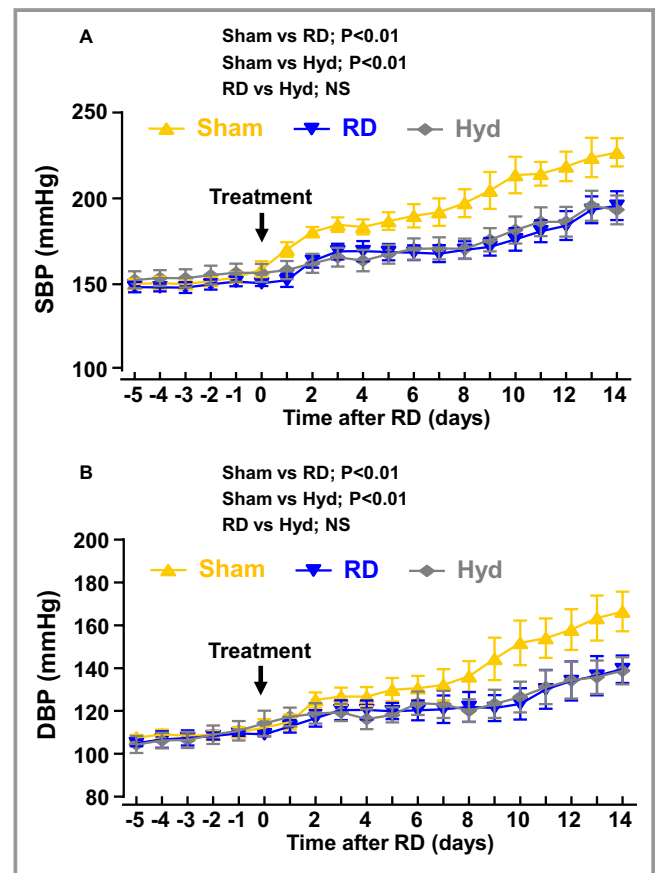 A
Sham vs RD; P<0.01
Sham vs Hyd; P<0.01
RD vs Hyd; NS
250
200
150
100
SBP (mmHg)
Sham RD Hyd
Treatment
-5 -4 -3 -2 -1 0 2 4 6 8 10 12 14
Time after RD (days)
B
Sham vs RD; P<0.01
Sham vs Hyd; P<0.01
RD vs Hyd; NS
200
180
160
140
120
100
80
DBP (mmHg)
Sham RD Hyd
Treatment
-5 -4 -3 -2 -1 0 2 4 6 8 10 12 14
Time after RD (days)